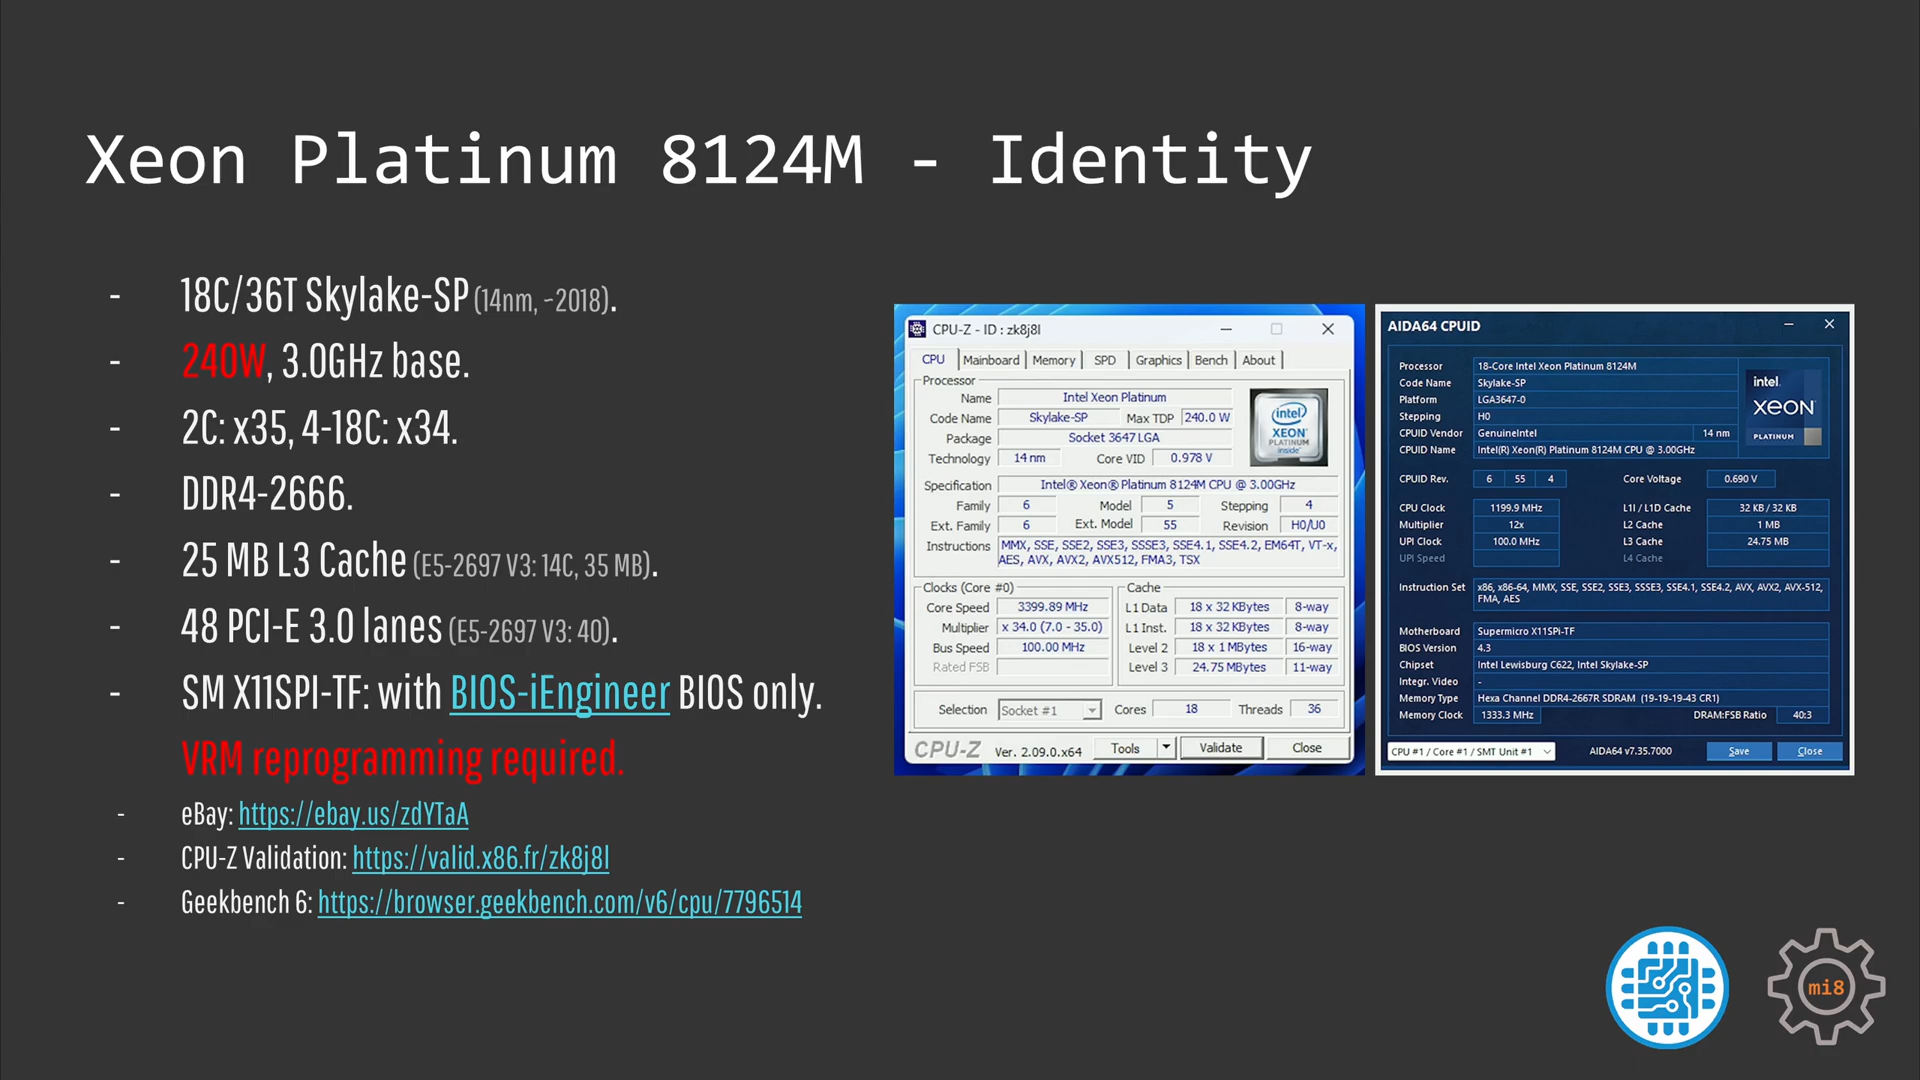 Xeon Platinum 8124M - Identity
- 18C/36T Skylake-SP (14nm, ~2018).
- 240W, 3.0GHz base.
- 2C: x35, 4-18C: x34.
- DDR4-2666.
- 25 MB L3 Cache (E5-2697 V3: 14C, 35 MB).
- 48 PCI-E 3.0 lanes (E5-2697 V3: 40).
- SM X11SPI-TF: with BIOS-iEngineer BIOS only.
VRM reprogramming required.
- eBay: https://ebay.us/zdYTaA
- CPU-Z Validation: https://valid.x86.fr/zk8j8l
- Geekbench 6: https://browser.geekbench.com/v6/cpu/7796514
CPU-Z - ID : zk8j8l
CPU Mainboard Memory SPD Graphics Bench About
Processor
Name Intel Xeon Platinum
Code Name Skylake-SP Max TDP 240.0 W
Package Socket 3647 LGA
Technology 14 nm Core VID 0.978 V
intel XEON PLATINUM inside
Specification Intel® Xeon® Platinum 8124M CPU @ 3.00GHz
Family 6 Model 5 Stepping 4
Ext. Family 6 Ext. Model 55 Revision H0/U0
Instructions MMX, SSE, SSE2, SSE3, SSSE3, SSE4.1, SSE4.2, EM64T, VT-x,
AES, AVX, AVX2, AVX512, FMA3, TSX
Clocks (Core #0) Cache
Core Speed 3399.89 MHz L1 Data 18 x 32 KBytes 8-way
Multiplier x 34.0 (7.0 - 35.0) L1 Inst. 18 x 32 KBytes 8-way
Bus Speed 100.00 MHz Level 2 18 x 1 MBytes 16-way
Rated FSB Level 3 24.75 MBytes 11-way
Selection Socket #1 Cores 18 Threads 36
CPU-Z Ver. 2.09.0.x64 Tools Validate Close
AIDA64 CPUID
Processor 18-Core Intel Xeon Platinum 8124M
Code Name Skylake-SP
Platform LGA3647-0
Stepping H0
CPUID Vendor GenuineIntel 14 nm
CPUID Name Intel(R) Xeon(R) Platinum 8124M CPU @ 3.00GHz
intel.
XEON
PLATINUM
CPUID Rev. 6 55 4 Core Voltage 0.690 V
CPU Clock 1199.9 MHz L1I / L1D Cache 32 KB / 32 KB
Multiplier 12x L2 Cache 1 MB
UPI Clock 100.0 MHz L3 Cache 24.75 MB
UPI Speed L4 Cache
Instruction Set x86, x86-64, MMX, SSE, SSE2, SSE3, SSSE3, SSE4.1, SSE4.2, AVX, AVX2, AVX-512,
FMA, AES
Motherboard Supermicro X11SPi-TF
BIOS Version 4.3
Chipset Intel Lewisburg C622, Intel Skylake-SP
Integr. Video -
Memory Type Hexa Channel DDR4-2667R SDRAM (19-19-19-43 CR1)
Memory Clock 1333.3 MHz DRAM:FSB Ratio 40:3
CPU #1 / Core #1 / SMT Unit #1 AIDA64 v7.35.7000 Save Close
mi8